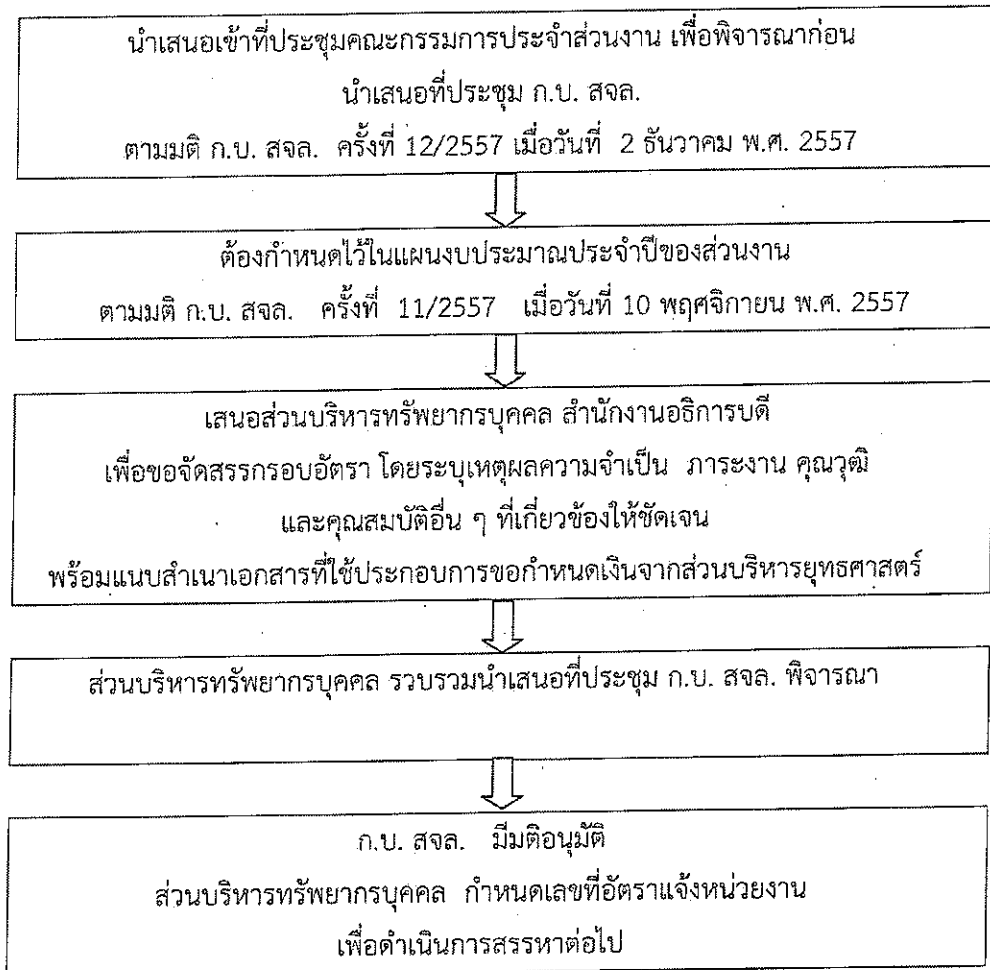 นำเสนอเข้าที่ประชุมคณะกรรมการประจำส่วนงาน เพื่อพิจารณาก่อน
นำเสนอที่ประชุม ก.บ. สจล.
ตามมติ ก.บ. สจล. ครั้งที่ 12/2557 เมื่อวันที่ 2 ธันวาคม พ.ศ. 2557
ต้องกำหนดไว้ในแผนงบประมาณประจำปีของส่วนงาน
ตามมติ ก.บ. สจล. ครั้งที่ 11/2557 เมื่อวันที่ 10 พฤศจิกายน พ.ศ. 2557
เสนอส่วนบริหารทรัพยากรบุคคล สำนักงานอธิการบดี
เพื่อขอจัดสรรกรอบอัตรา โดยระบุเหตุผลความจำเป็น ภาระงาน คุณวุฒิ
และคุณสมบัติอื่น ๆ ที่เกี่ยวข้องให้ชัดเจน
พร้อมแนบสำเนาเอกสารที่ใช้ประกอบการขอกำหนดเงินจากส่วนบริหารยุทธศาสตร์
ส่วนบริหารทรัพยากรบุคคล รวบรวมนำเสนอที่ประชุม ก.บ. สจล. พิจารณา
ก.บ. สจล. มีมติอนุมัติ
ส่วนบริหารทรัพยากรบุคคล กำหนดเลขที่อัตราแจ้งหน่วยงาน
เพื่อดำเนินการสรรหาต่อไป